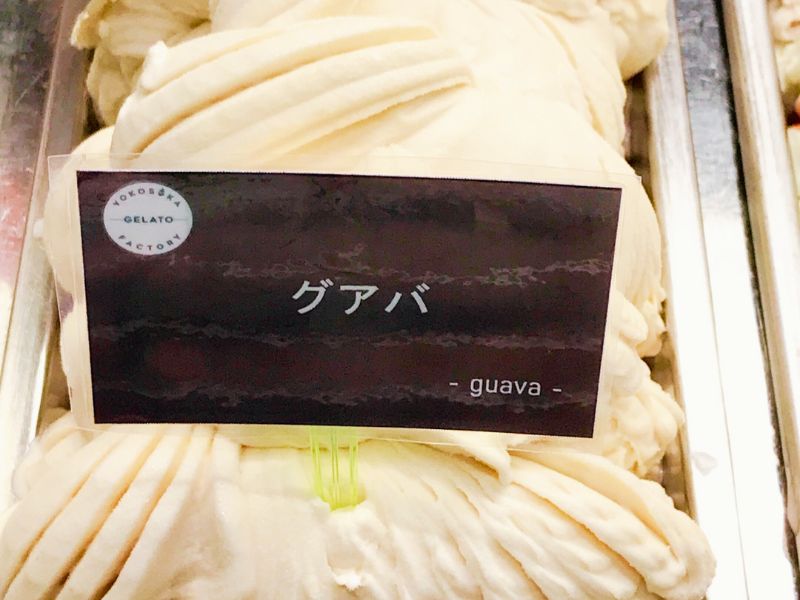 YOKOSUKA
GELATO
FACTORY
グアバ
- guava -